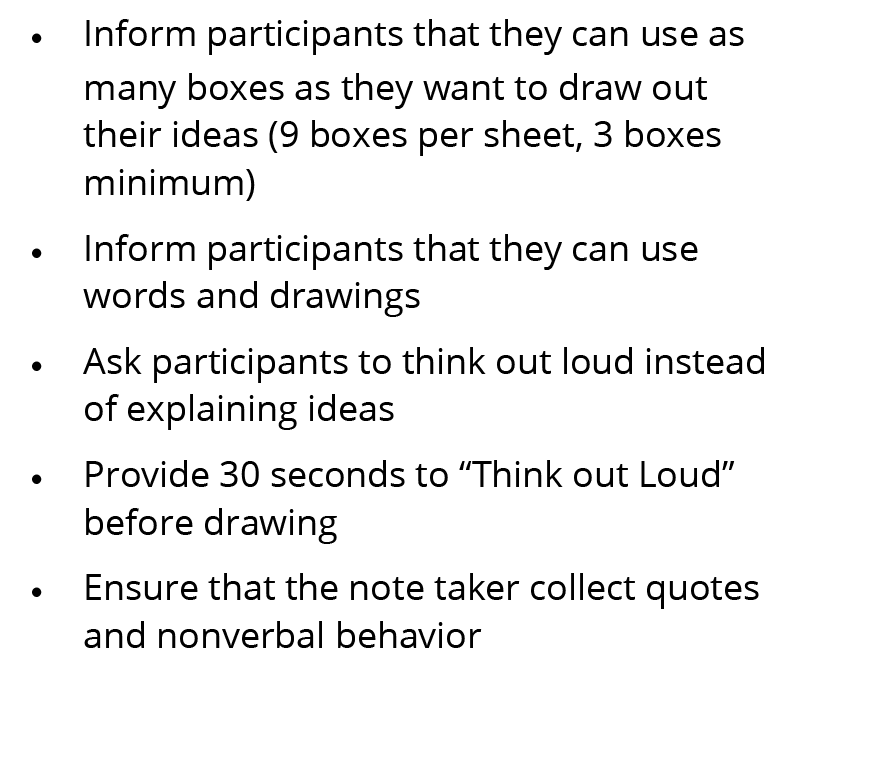 • Inform participants that they can use as
many boxes as they want to draw out
their ideas (9 boxes per sheet, 3 boxes
minimum)
• Inform participants that they can use
words and drawings
• Ask participants to think out loud instead
of explaining ideas
• Provide 30 seconds to “Think out Loud”
before drawing
• Ensure that the note taker collect quotes
and nonverbal behavior